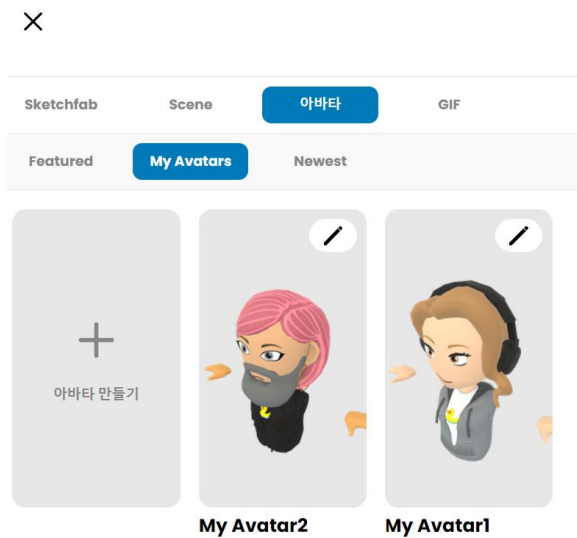 Sketchfab Scene 아바타 GIF
Featured My Avatars Newest
아바타 만들기
My Avatar2 My Avatar1